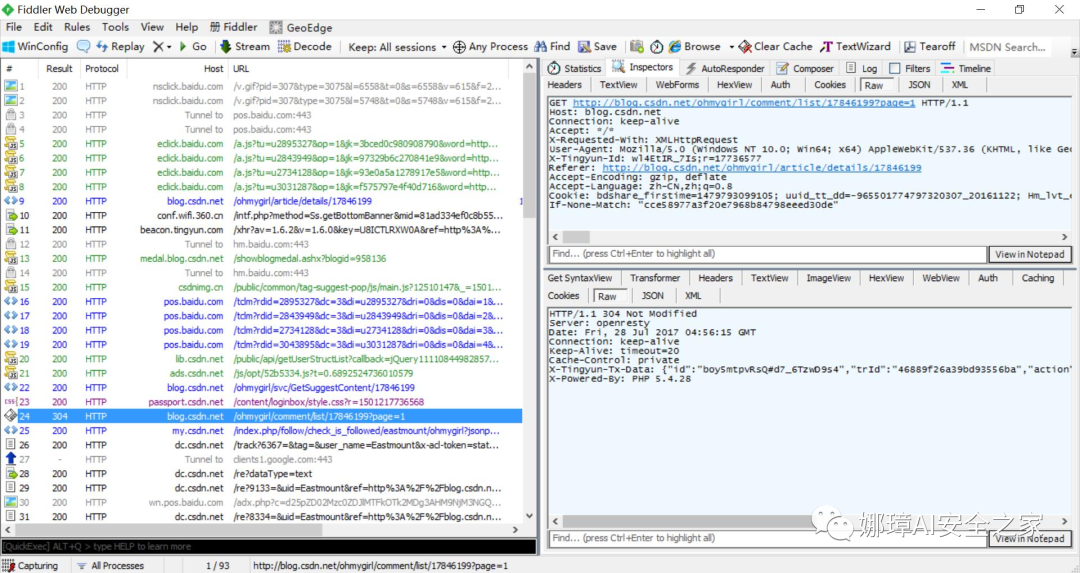 Fiddler Web Debugger
File Edit Rules Tools View Help Fiddler GeoEdge
WinConfig Replay Go Stream Decode Keep: All sessions Any Process Find Save Browse Clear Cache TextWizard Tearoff MSDN Search...
# Result Protocol Host URL
1 200 HTTP nsclick.baidu.com /v.gif?pid=307&type=3075&l=6558&t=0&s=6558&v=615&f=2...
2 200 HTTP nsclick.baidu.com /v.gif?pid=307&type=3075&l=5748&t=0&s=5748&v=615&f=2...
3 200 HTTP Tunnel to pos.baidu.com:443
4 200 HTTP Tunnel to pos.baidu.com:443
5 200 HTTP eclick.baidu.com /a.js?tu=u2895327&op=1&jk=3bced0c980908790&word=http...
6 200 HTTP eclick.baidu.com /a.js?tu=u2843949&op=1&jk=97329b6c270841e9&word=http...
7 200 HTTP eclick.baidu.com /a.js?tu=u2734128&op=1&jk=93e0a5a1278917e5&word=http...
8 200 HTTP eclick.baidu.com /a.js?tu=u3031287&op=1&jk=f575797e4f40d716&word=http...
9 200 HTTP blog.csdn.net /ohmygirl/article/details/17846199 1
10 200 HTTP conf.wifi.360.cn /intf.php?method=Ss.getBottomBanner&mid=81ad334ef0c8b55...
11 200 HTTP beacon.tingyun.com /xhr?av=1.6.2&v=1.6.0&key=U8ICTLRXW0A&ref=http%3A%...
12 200 HTTP Tunnel to hm.baidu.com:443
13 200 HTTP medal.blog.csdn.net /showblogmedal.ashx?blogid=958136
14 200 HTTP Tunnel to hm.baidu.com:443
15 200 HTTP csdnimg.cn /public/common/tag-suggest-pop/js/main.js?12510147&_=1501...
16 200 HTTP pos.baidu.com /tdm?rdid=2895327&dc=3&di=u2895327&dri=0&dis=0&dai=1&...
17 200 HTTP pos.baidu.com /tdm?rdid=2843949&dc=3&di=u2843949&dri=0&dis=0&dai=2&...
18 200 HTTP pos.baidu.com /tdm?rdid=2734128&dc=3&di=u2734128&dri=0&dis=0&dai=3&...
19 200 HTTP pos.baidu.com /tdm?rdid=3043895&dc=3&di=u3031287&dri=0&dis=0&dai=4&...
20 200 HTTP lib.csdn.net /public/api/getUserStructList?callback=jQuery11110844982857...
21 200 HTTP ads.csdn.net /js/opt/52b5334.js?t=0.6892524736010579
22 200 HTTP blog.csdn.net /ohmygirl/svc/GetSuggestContent/17846199
23 200 HTTP passport.csdn.net /content/loginbox/style.css?r=1501217736568
24 304 HTTP blog.csdn.net /ohmygirl/comment/list/17846199?page=1
25 200 HTTP my.csdn.net /index.php/follow/check_is_followed/eastmount/ohmygirl?jsonp...
26 200 HTTP dc.csdn.net /track?6367=&tag=&user_name=Eastmount&x-acl-token=stat...
27 - HTTP Tunnel to clients1.google.com:443
28 200 HTTP dc.csdn.net /re?dataType=text
29 200 HTTP dc.csdn.net /re?9133=&uid=Eastmount&ref=http%3A%2F%2Fblog.csdn...
30 200 HTTP wn.pos.baidu.com
31 200 HTTP dc.csdn.net /re?8334=&uid=Eastmount&ref=http%3A%2F%2Fblog.csdn...
[QuickExec] ALT+Q > type HELP to learn more
Capturing All Processes 1 / 93 http://blog.csdn.net/ohmygirl/comment/list/17846199?page=1
Statistics Inspectors AutoResponder Composer Log Filters Timeline
Headers TextView WebForms HexView Auth Cookies Raw JSON XML
GET http://blog.csdn.net/ohmygirl/comment/list/17846199?page=1 HTTP/1.1
Host: blog.csdn.net
Connection: keep-alive
Accept: */*
X-Requested-With: XMLHttpRequest
User-Agent: Mozilla/5.0 (Windows NT 10.0; Win64; x64) AppleWebKit/537.36 (KHTML, like Gec
X-Tingyun-Id: wl4EtIR_7Is;r=17736577
Referer: http://blog.csdn.net/ohmygirl/article/details/17846199
Accept-Encoding: gzip, deflate
Accept-Language: zh-CN,zh;q=0.8
Cookie: bdshare_firstime=1479793099105; uuid_tt_dd=-965501774797320307_20161122; Hm_lvt_e
If-None-Match: "cce58977a3f20e7968b84798eeed30de"
Find... (press Ctrl+Enter to highlight all) View in Notepad
Get SyntaxView Transformer Headers TextView ImageView HexView WebView Auth Caching
Cookies Raw JSON XML
HTTP/1.1 304 Not Modified
Server: openresty
Date: Fri, 28 Jul 2017 04:56:15 GMT
Connection: keep-alive
Keep-Alive: timeout=20
Cache-Control: private
X-Tingyun-Tx-Data: {"id":"boy5mtpvRsQ#d7_6TzwD9s4","trId":"46889f26a39bd93556ba","action"
X-Powered-By: PHP 5.4.28
Find... (press Ctrl+Enter to highlight all) View in Notepad
娜璋AI安全之家